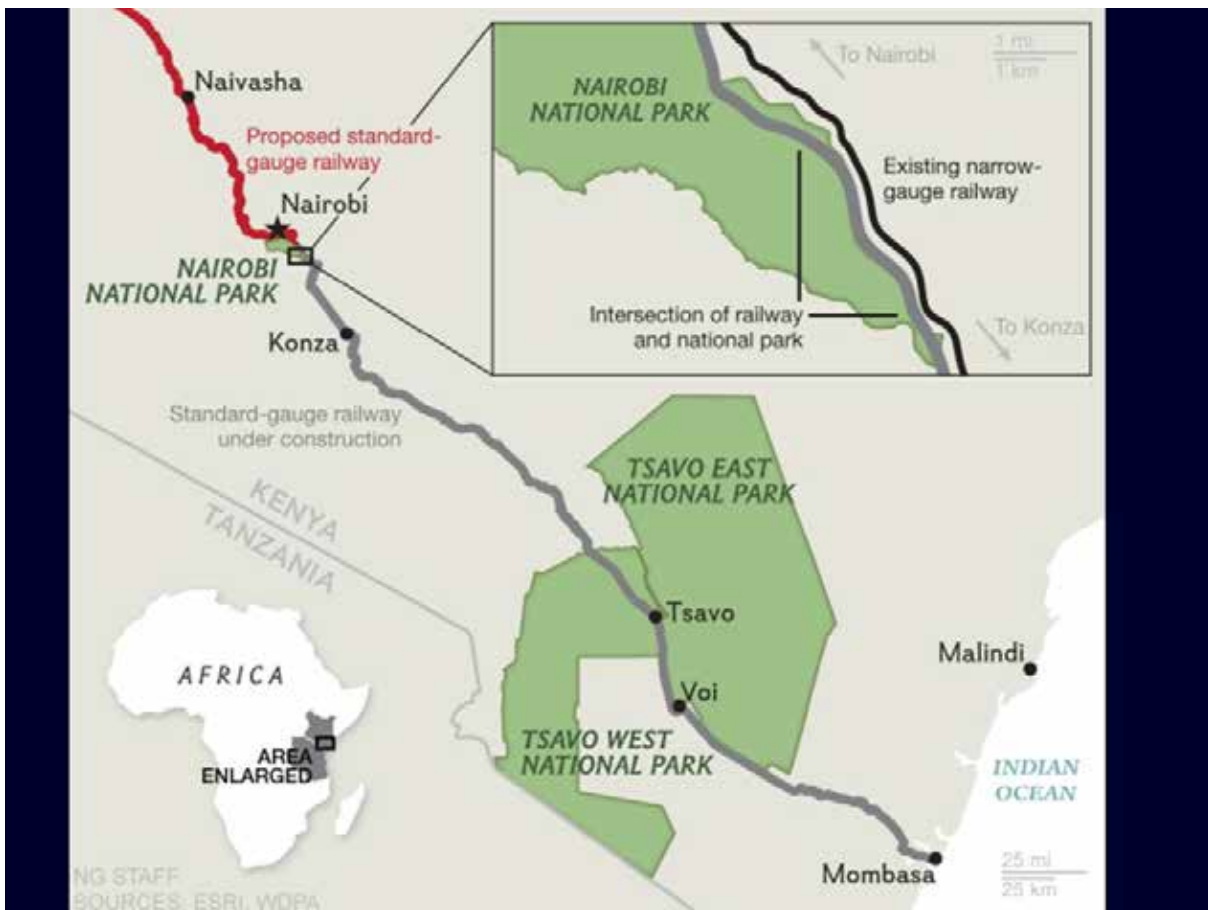 Naivasha
Proposed standard-
gauge railway
Nairobi
NAIROBI
NATIONAL PARK
Konza
Standard-gauge railway
under construction
KENYA
TANZANIA
NAIROBI
NATIONAL PARK
To Nairobi
1 mi
1 km
Existing narrow-
gauge railway
Intersection of railway
and national park
To Konza
TSAVO EAST
NATIONAL PARK
Tsavo
Voi
TSAVO WEST
NATIONAL PARK
Malindi
INDIAN
OCEAN
Mombasa
25 mi
25 km
AFRICA
AREA
ENLARGED
NG STAFF
SOURCES: ESRI, WDPA